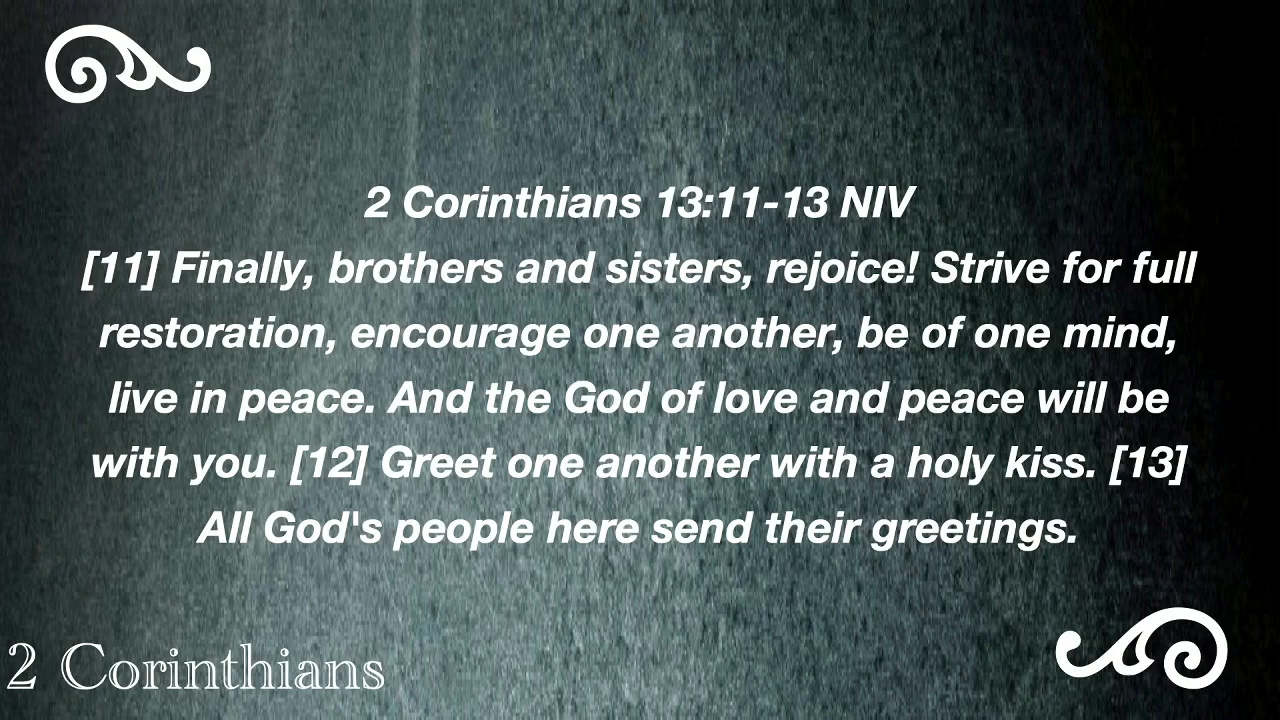 2 Corinthians 13:11-13 NIV
[11] Finally, brothers and sisters, rejoice! Strive for full
restoration, encourage one another, be of one mind,
live in peace. And the God of love and peace will be
with you. [12] Greet one another with a holy kiss. [13]
All God's people here send their greetings.
2 Corinthians